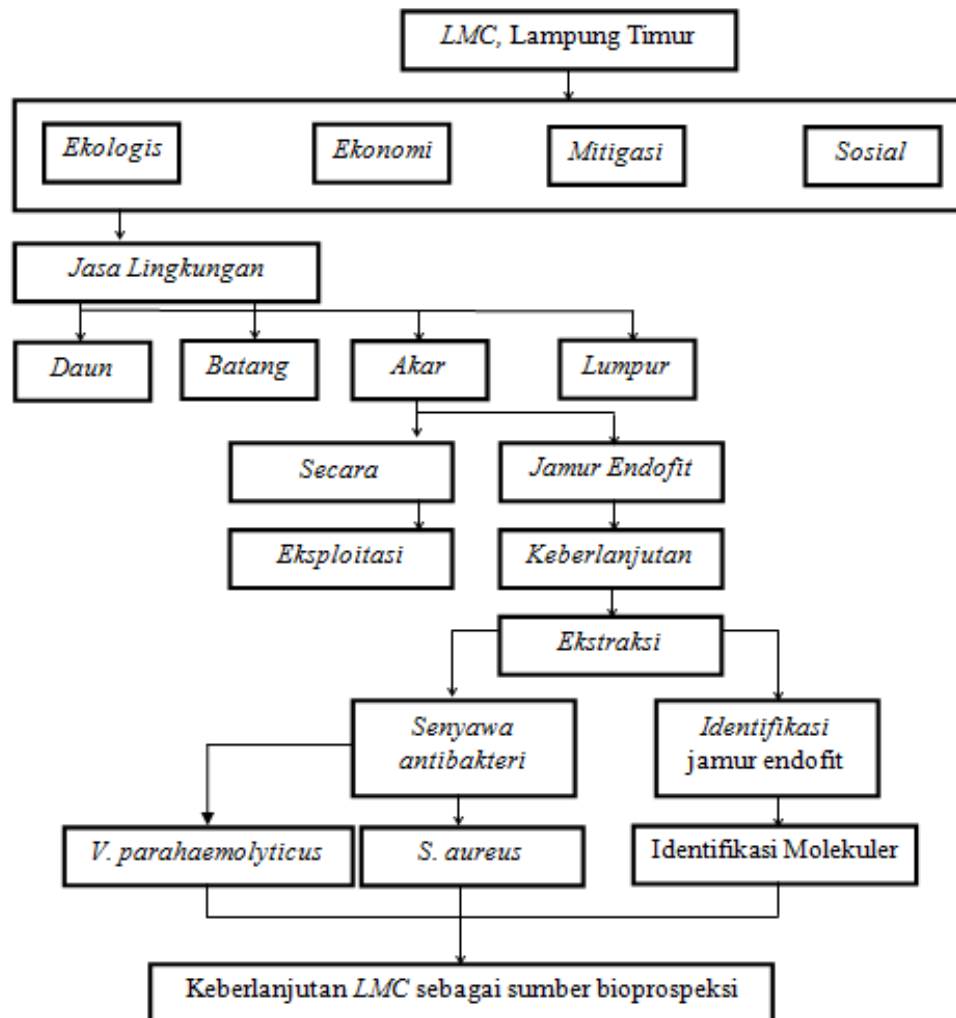 LMC, Lampung Timur
Ekologis
Ekonomi
Mitigasi
Sosial
Jasa Lingkungan
Daun
Batang
Akar
Lumpur
Secara
Jamur Endofit
Eksploitasi
Keberlanjutan
Ekstraksi
Senyawa
antibakteri
Identifikasi
jamur endofit
V. parahaemolyticus
S. aureus
Identifikasi Molekuler
Keberlanjutan LMC sebagai sumber bioprospeksi